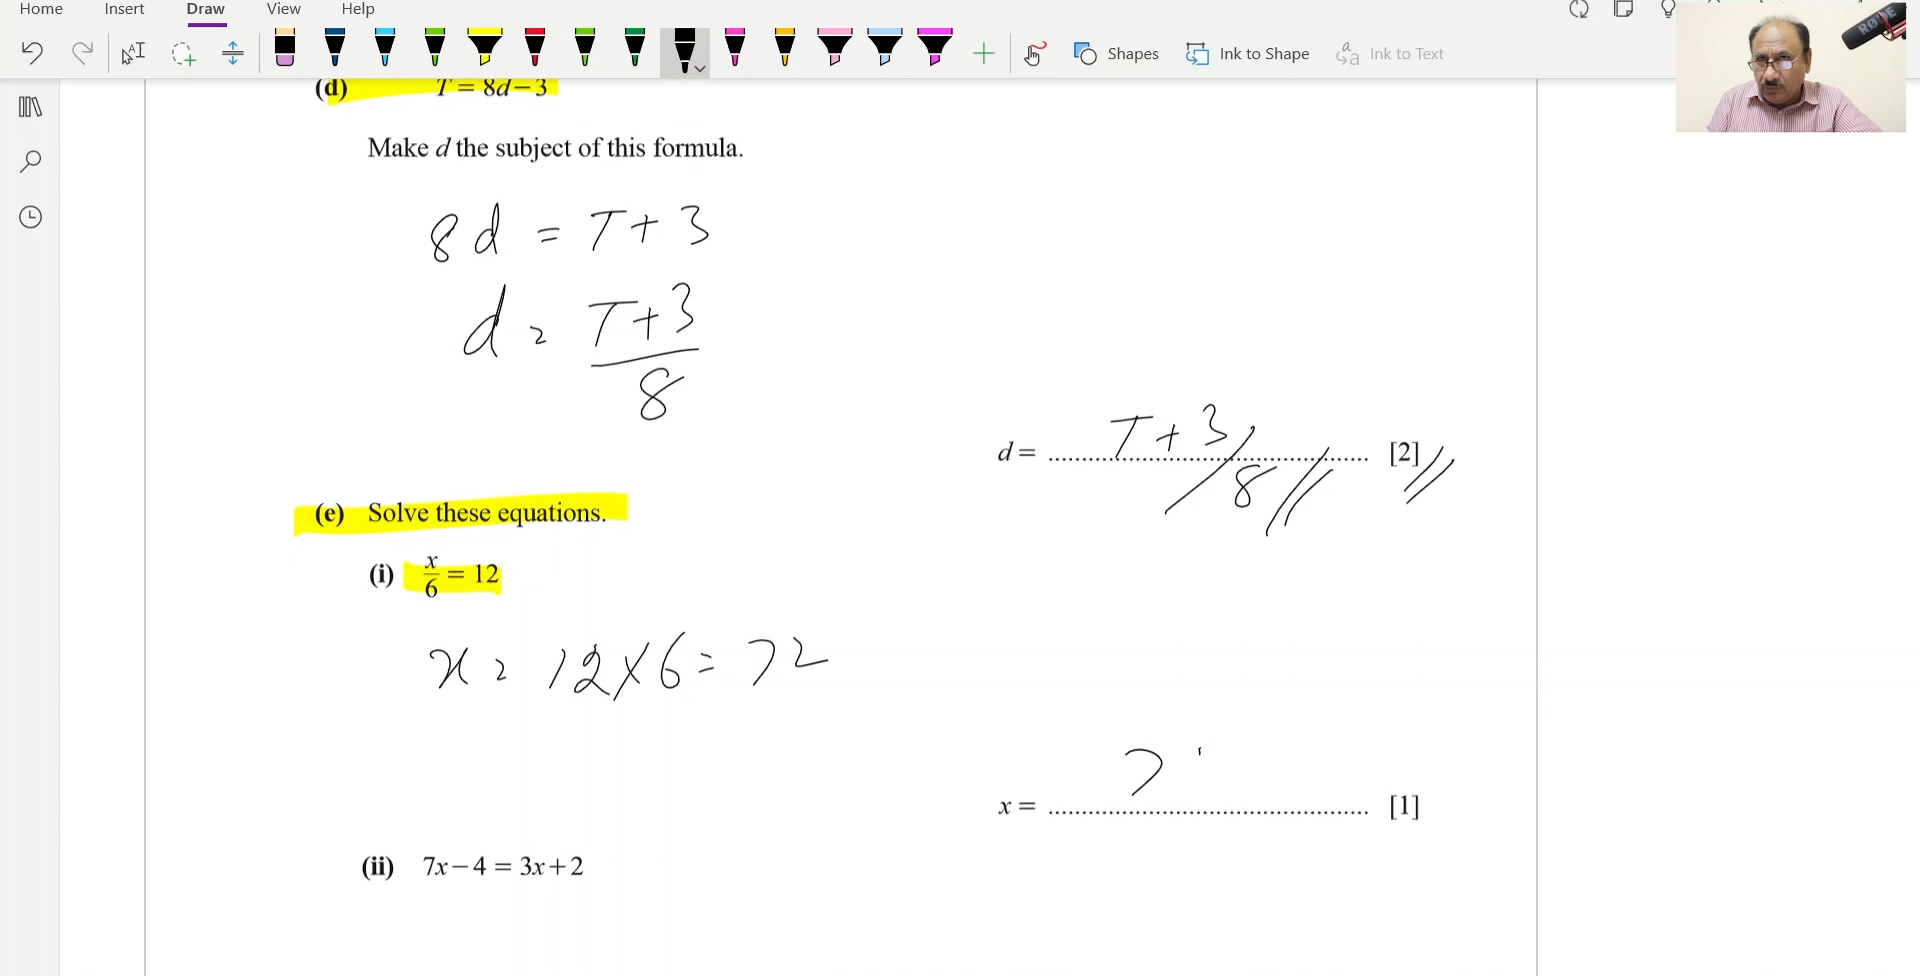 Home Insert Draw View Help
Shapes Ink to Shape Ink to Text
RØDE
(d) T = 8d − 3
Make d the subject of this formula.
8d = T + 3
d = T + 3
8
d = T + 3 / 8 [2]
(e) Solve these equations.
(i) x/6 = 12
x = 12 × 6 = 72
x = 7 [1]
(ii) 7x − 4 = 3x + 2